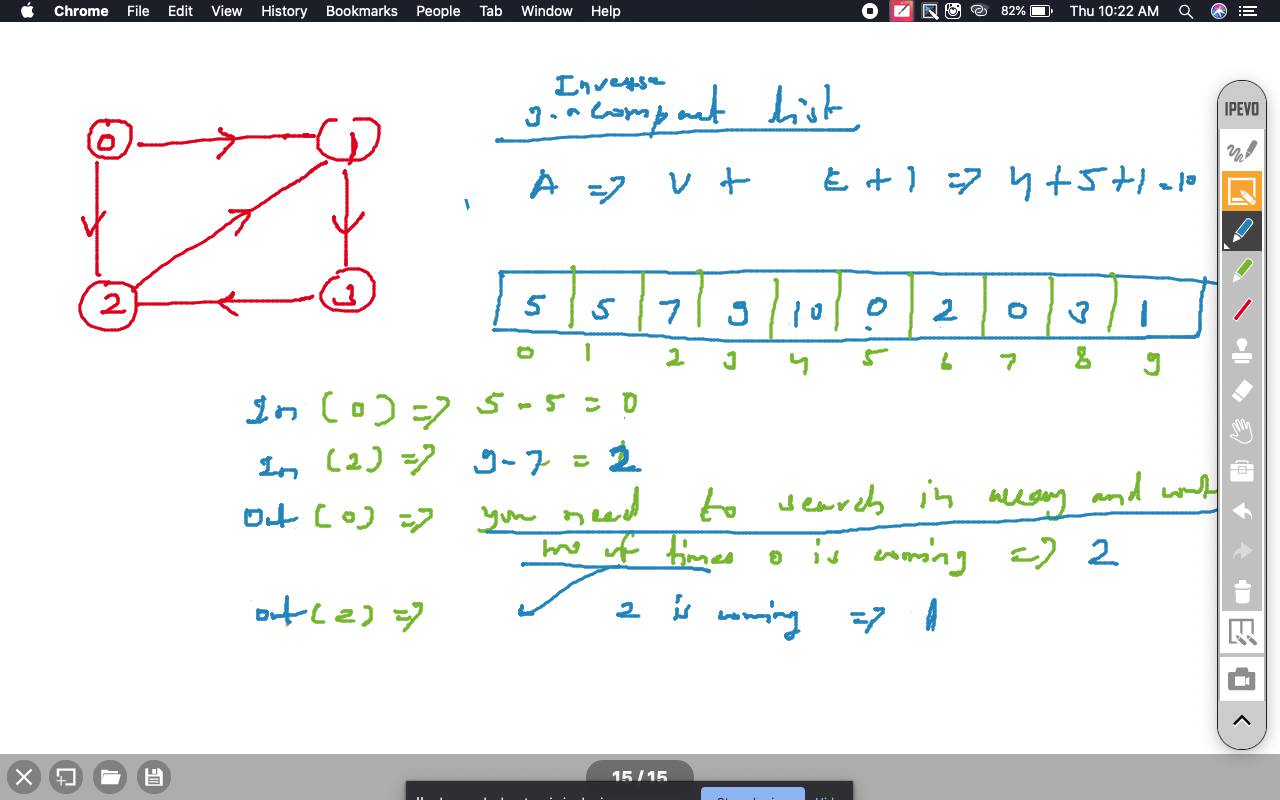 Chrome File Edit View History Bookmarks People Tab Window Help 82% Thu 10:22 AM
Inverse
compact list
IPEVO
0 1
A => V + E + 1 => 4 + 5 + 1 = 10
2 3
5 5 7 9 10 0 2 0 3 1
0 1 2 3 4 5 6 7 8 9
In (0) => 5 - 5 = 0
In (2) => 9 - 7 = 2
Out (0) => you need to search in array and
no of times 0 is coming => 2
out (2) => 2 is coming => 1
15 / 15